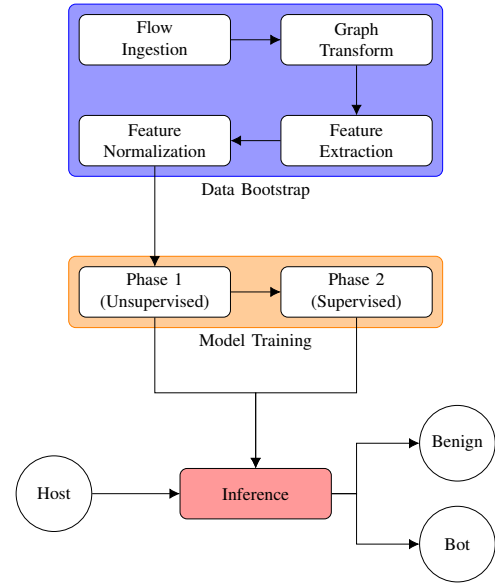 Flow
Ingestion
Graph
Transform
Feature
Normalization
Feature
Extraction
Data Bootstrap
Phase 1
(Unsupervised)
Phase 2
(Supervised)
Model Training
Host
Inference
Benign
Bot